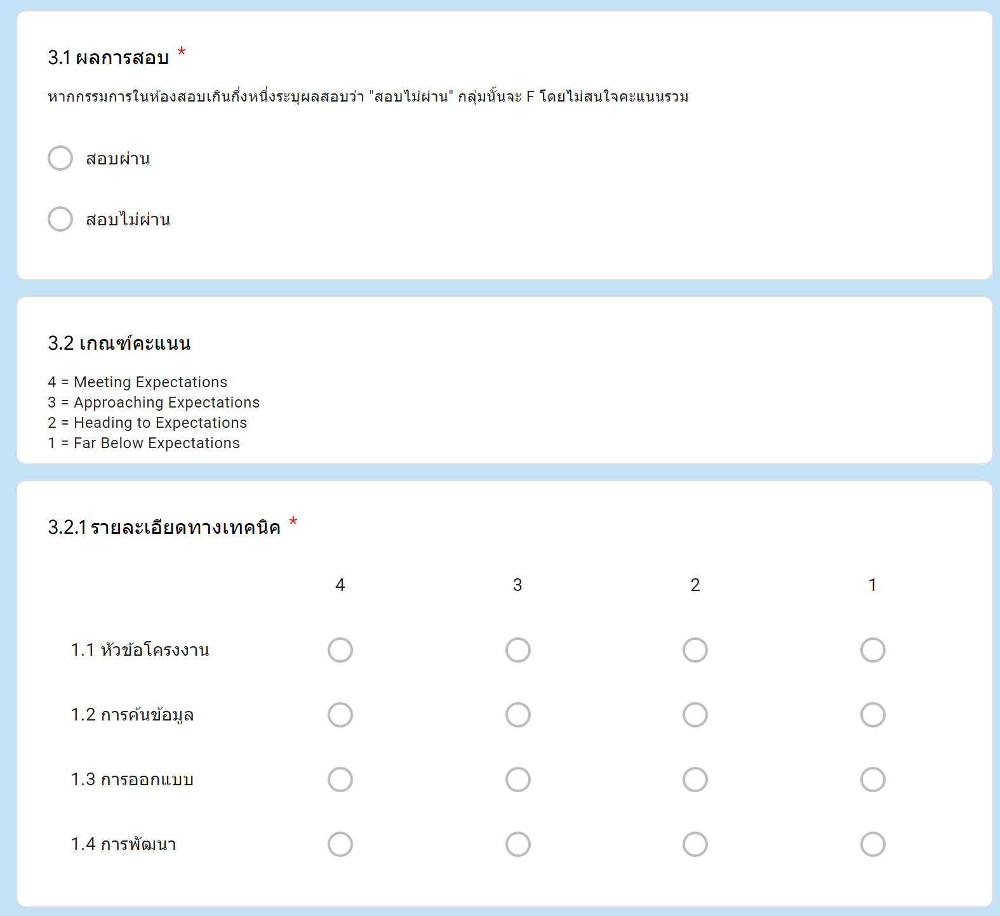 3.1 ผลการสอบ *
หากกรรมการในห้องสอบเกินกึ่งหนึ่งระบุผลสอบว่า "สอบไม่ผ่าน" กลุ่มนั้นจะ F โดยไม่สนใจคะแนนรวม
สอบผ่าน
สอบไม่ผ่าน
3.2 เกณฑ์คะแนน
4 = Meeting Expectations
3 = Approaching Expectations
2 = Heading to Expectations
1 = Far Below Expectations
3.2.1 รายละเอียดทางเทคนิค *
4 3 2 1
1.1 หัวข้อโครงงาน
1.2 การค้นข้อมูล
1.3 การออกแบบ
1.4 การพัฒนา